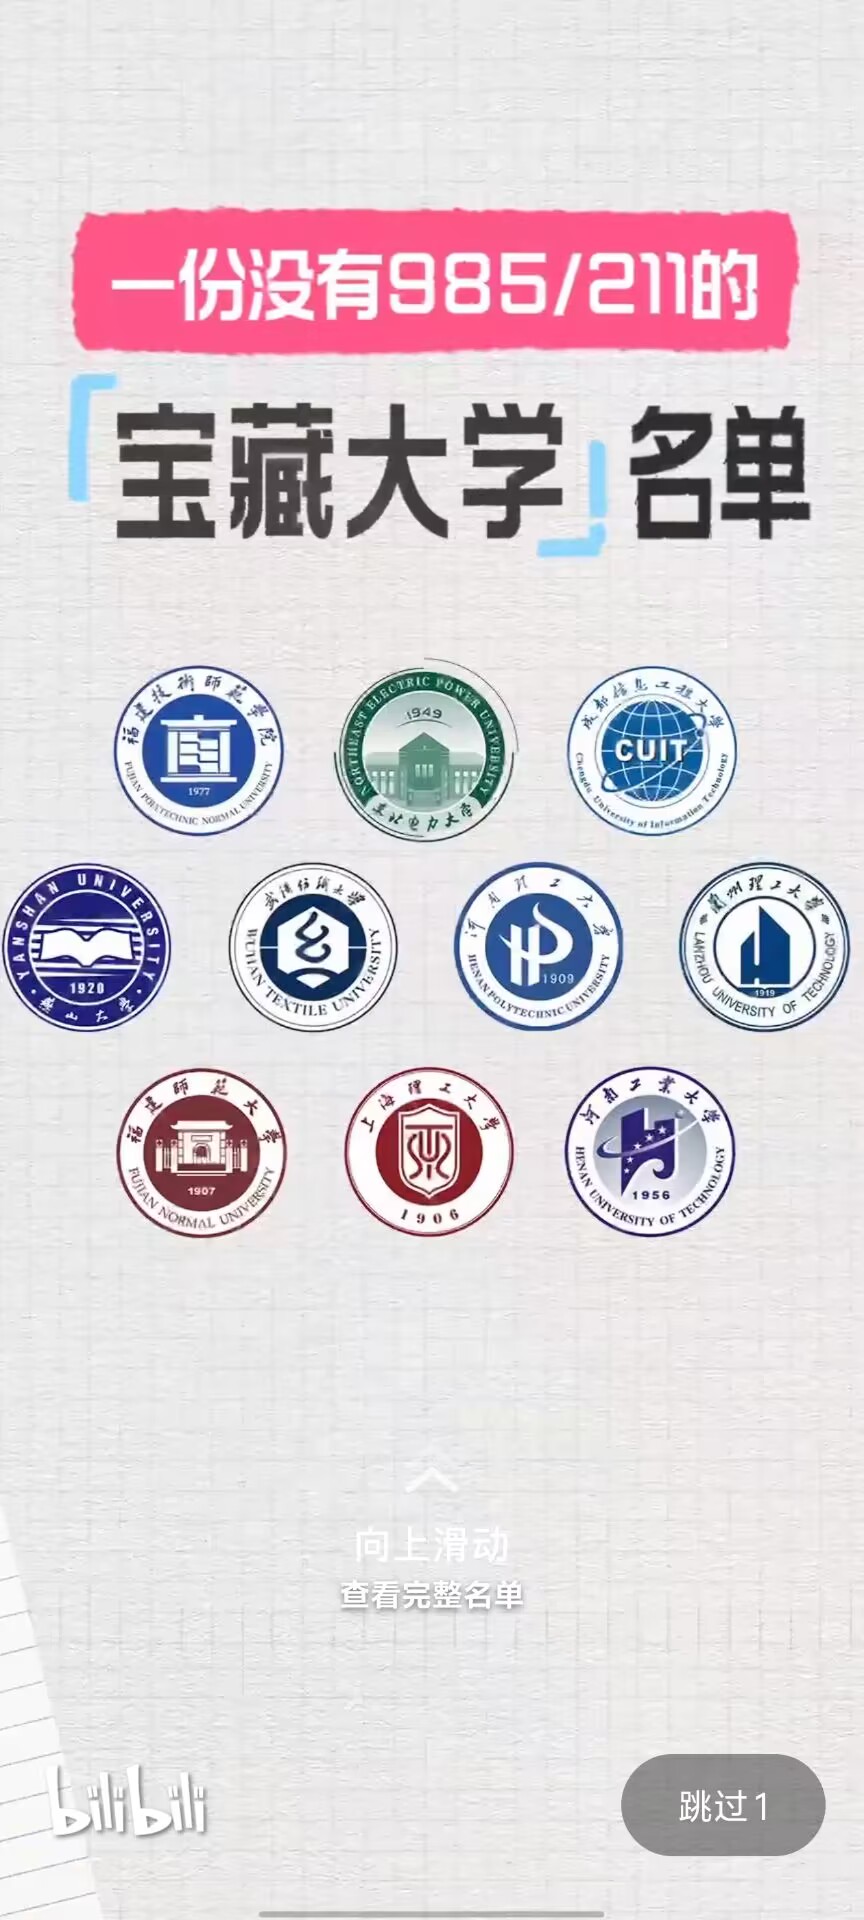 一份没有985/211的
「宝藏大学」名单
福建技術師範學院
1977
FUJIAN POLYTECHNIC NORMAL UNIVERSITY
NORTHEAST ELECTRIC POWER UNIVERSITY
1949
东北电力大学
成都信息工程大学
CUIT
Chengdu University of Information Technology
YANSHAN UNIVERSITY
1920
燕山大学
武汉纺织大学
WUHAN TEXTILE UNIVERSITY
河南理工大学
1909
HENAN POLYTECHNIC UNIVERSITY
蘭州理工大學
1919
LANZHOU UNIVERSITY OF TECHNOLOGY
福建师范大学
1907
FUJIAN NORMAL UNIVERSITY
上海理工大學
1906
河南工业大学
1956
HENAN UNIVERSITY OF TECHNOLOGY
向上滑动
查看完整名单
bilibili
跳过1